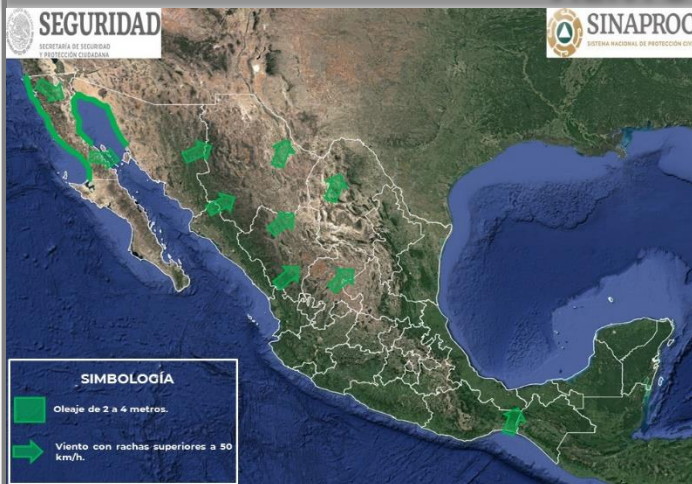 SEGURIDAD
SECRETARÍA DE SEGURIDAD
Y PROTECCIÓN CIUDADANA
SINAPROC
SISTEMA NACIONAL DE PROTECCIÓN
SIMBOLOGÍA
Oleaje de 2 a 4 metros.
Viento con rachas superiores a 50
km/h.